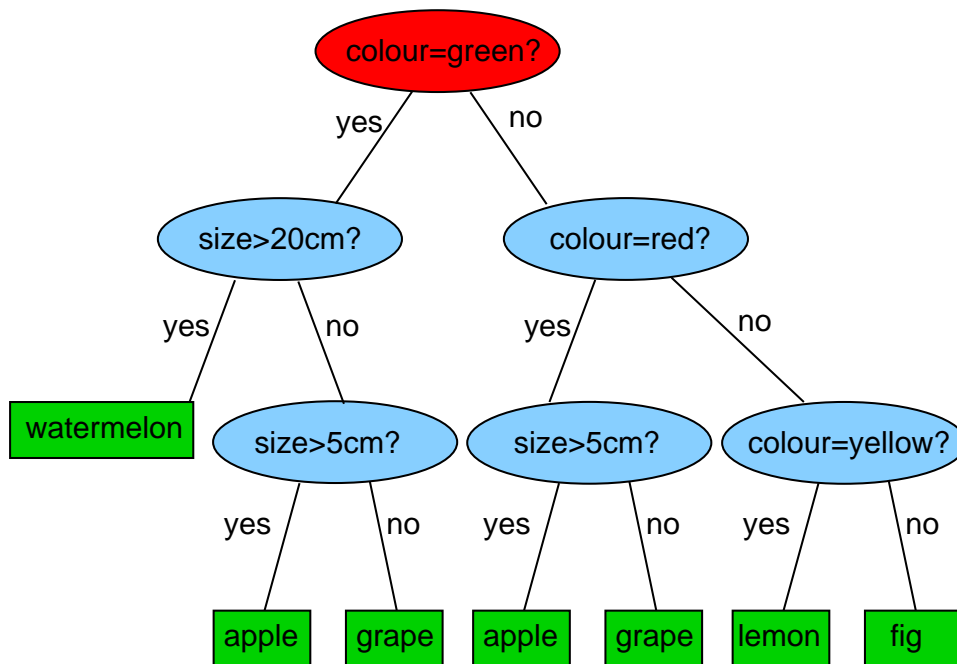 colour=green?
yes
no
size>20cm?
colour=red?
yes
no
yes
no
watermelon
size>5cm?
size>5cm?
colour=yellow?
yes
no
yes
no
yes
no
apple
grape
apple
grape
lemon
fig